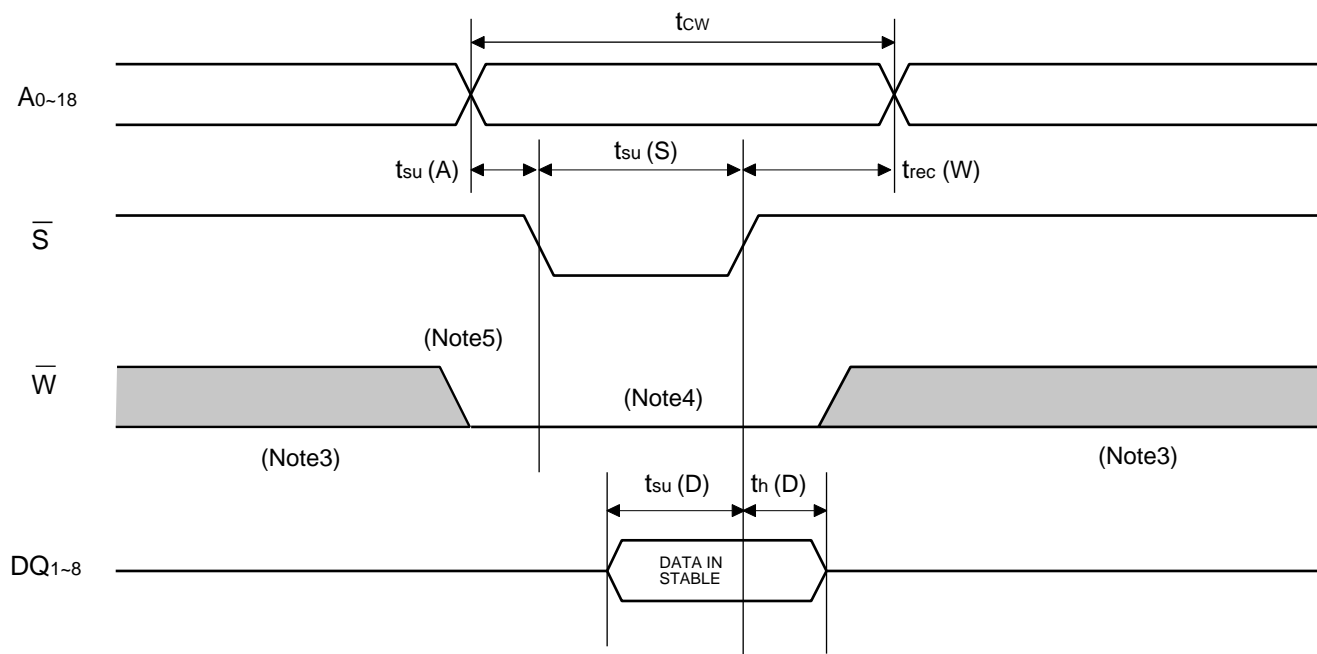 tCW
A0~18
tsu (A)
tsu (S)
trec (W)
S̅
(Note5)
W̅
(Note4)
(Note3)
(Note3)
tsu (D)
th (D)
DQ1~8
DATA IN
STABLE